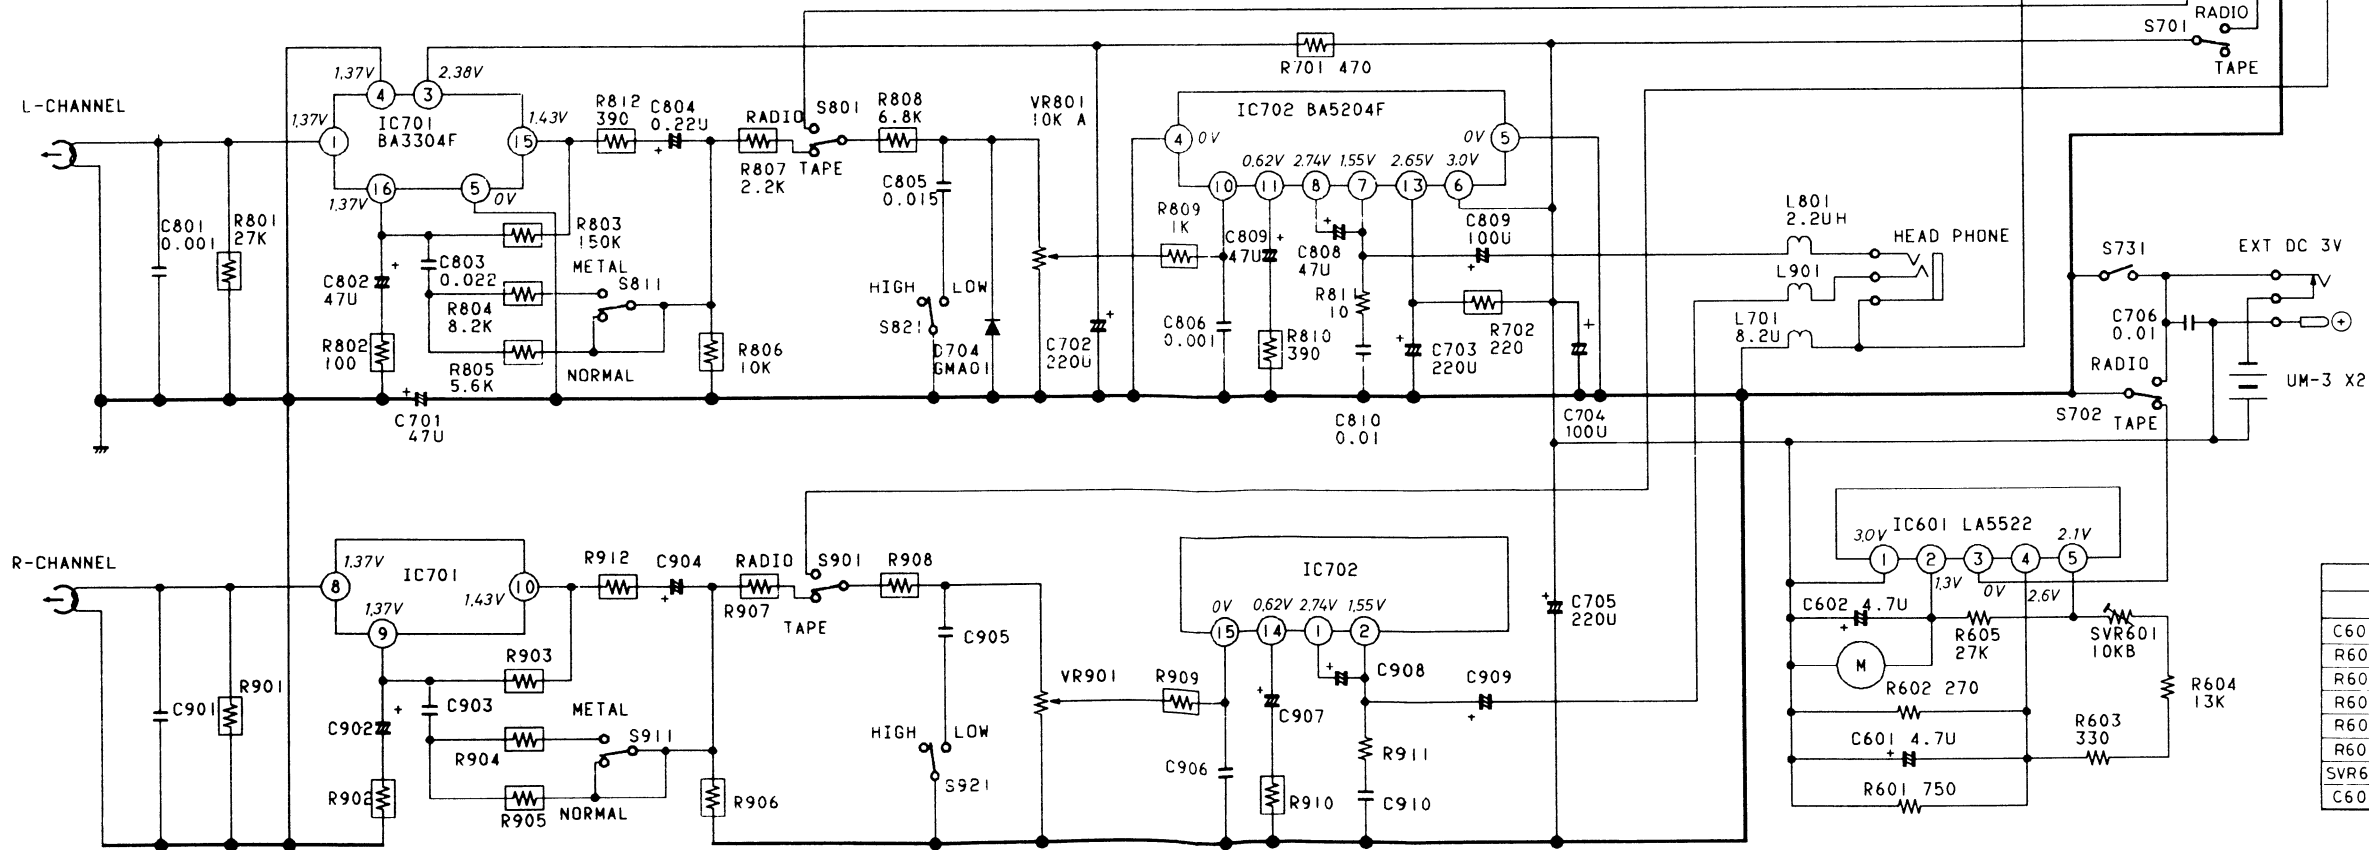 RADIO
S701
TAPE
R701 470
L-CHANNEL
1.37V
2.38V
4
3
IC701
BA3304F
1.37V
1
1.43V
15
16
5
1.37V
0V
R812
390
C804
0.22U
+
RADIO
S801
TAPE
R807
2.2K
R808
6.8K
VR801
10K A
IC702 BA5204F
4
0V
0V
5
0.62V
2.74V
1.55V
2.65V
3.0V
10
11
8
7
13
6
C801
0.001
R801
27K
R803
150K
METAL
S811
C803
0.022
C802
47U
+
R804
8.2K
R802
100
R805
5.6K
NORMAL
R806
10K
C701
47U
+
C805
0.015
HIGH
LOW
S821
D704
GMA01
C702
220U
+
R809
1K
C809
47U
+
C808
47U
+
C809
100U
+
C806
0.001
R810
390
R811
10
C703
220U
+
R702
220
+
C810
0.01
C704
100U
L801
2.2UH
L901
L701
8.2U
HEAD PHONE
S731
EXT DC 3V
C706
0.01
+
RADIO
S702
TAPE
UM-3 X2
R-CHANNEL
8
1.37V
IC701
1.37V
1.43V
10
9
R912
C904
+
RADIO
S901
R907
TAPE
R908
IC702
0V
0.62V
2.74V
1.55V
15
14
1
2
C705
220U
+
C901
R901
R903
METAL
S911
C903
C902
+
R904
R902
R905
NORMAL
R906
C905
HIGH
LOW
S921
VR901
R909
C907
+
C908
+
C909
+
C906
R910
R911
C910
IC601 LA5522
3.0V
2.1V
1
2
3
4
5
1.3V
0V
2.6V
C602 4.7U
+
R605
27K
SVR601
10KB
M
R602 270
R604
13K
R603
330
C601 4.7U
+
R601 750
C60
R60
R60
R60
R60
R60
SVR6
C60